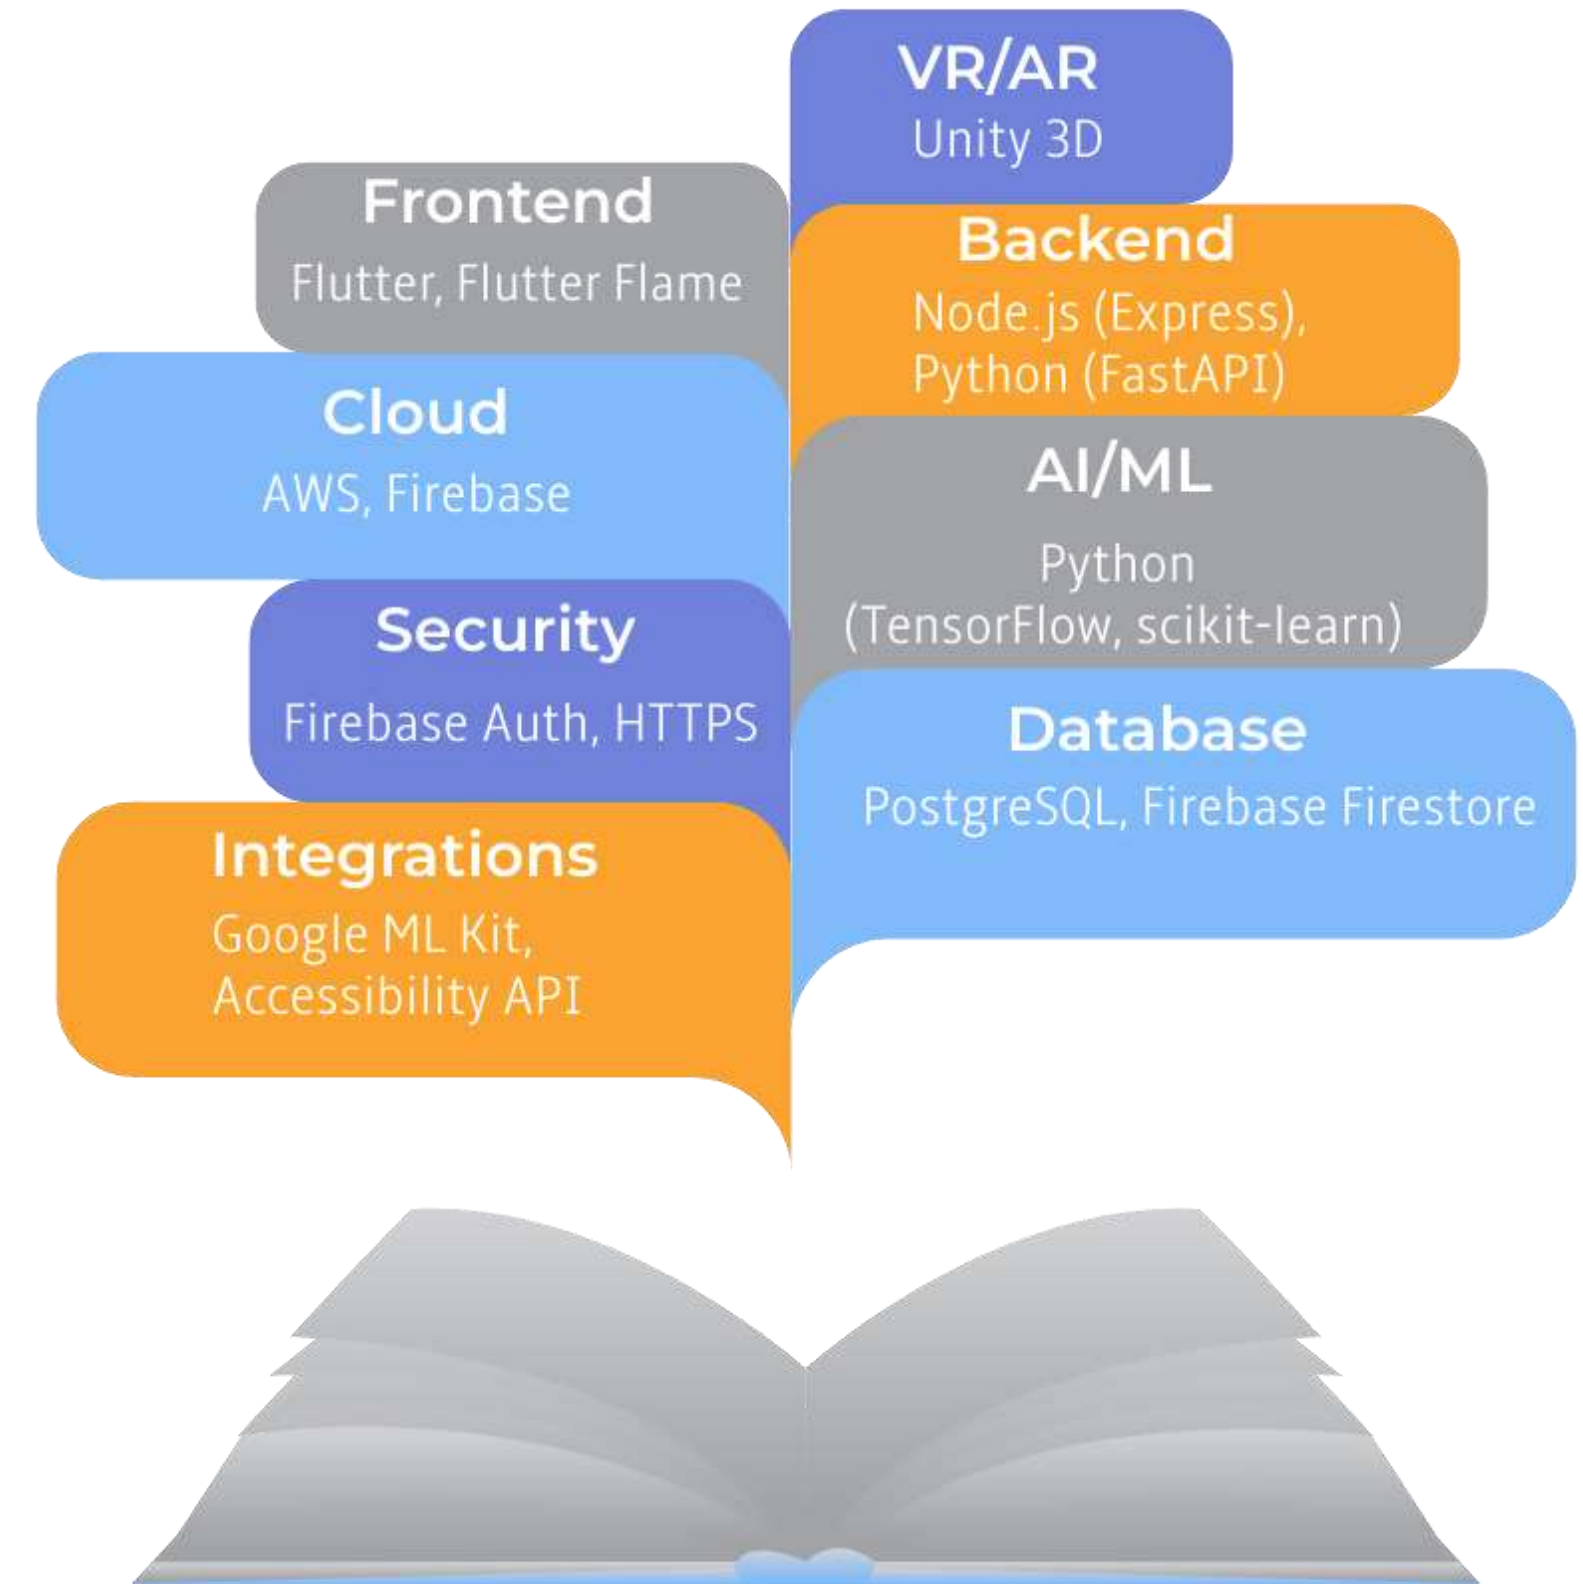 VR/AR
Unity 3D
Frontend
Flutter, Flutter Flame
Backend
Node.js (Express),
Python (FastAPI)
Cloud
AWS, Firebase
AI/ML
Python
(TensorFlow, scikit-learn)
Security
Firebase Auth, HTTPS
Database
PostgreSQL, Firebase Firestore
Integrations
Google ML Kit,
Accessibility API